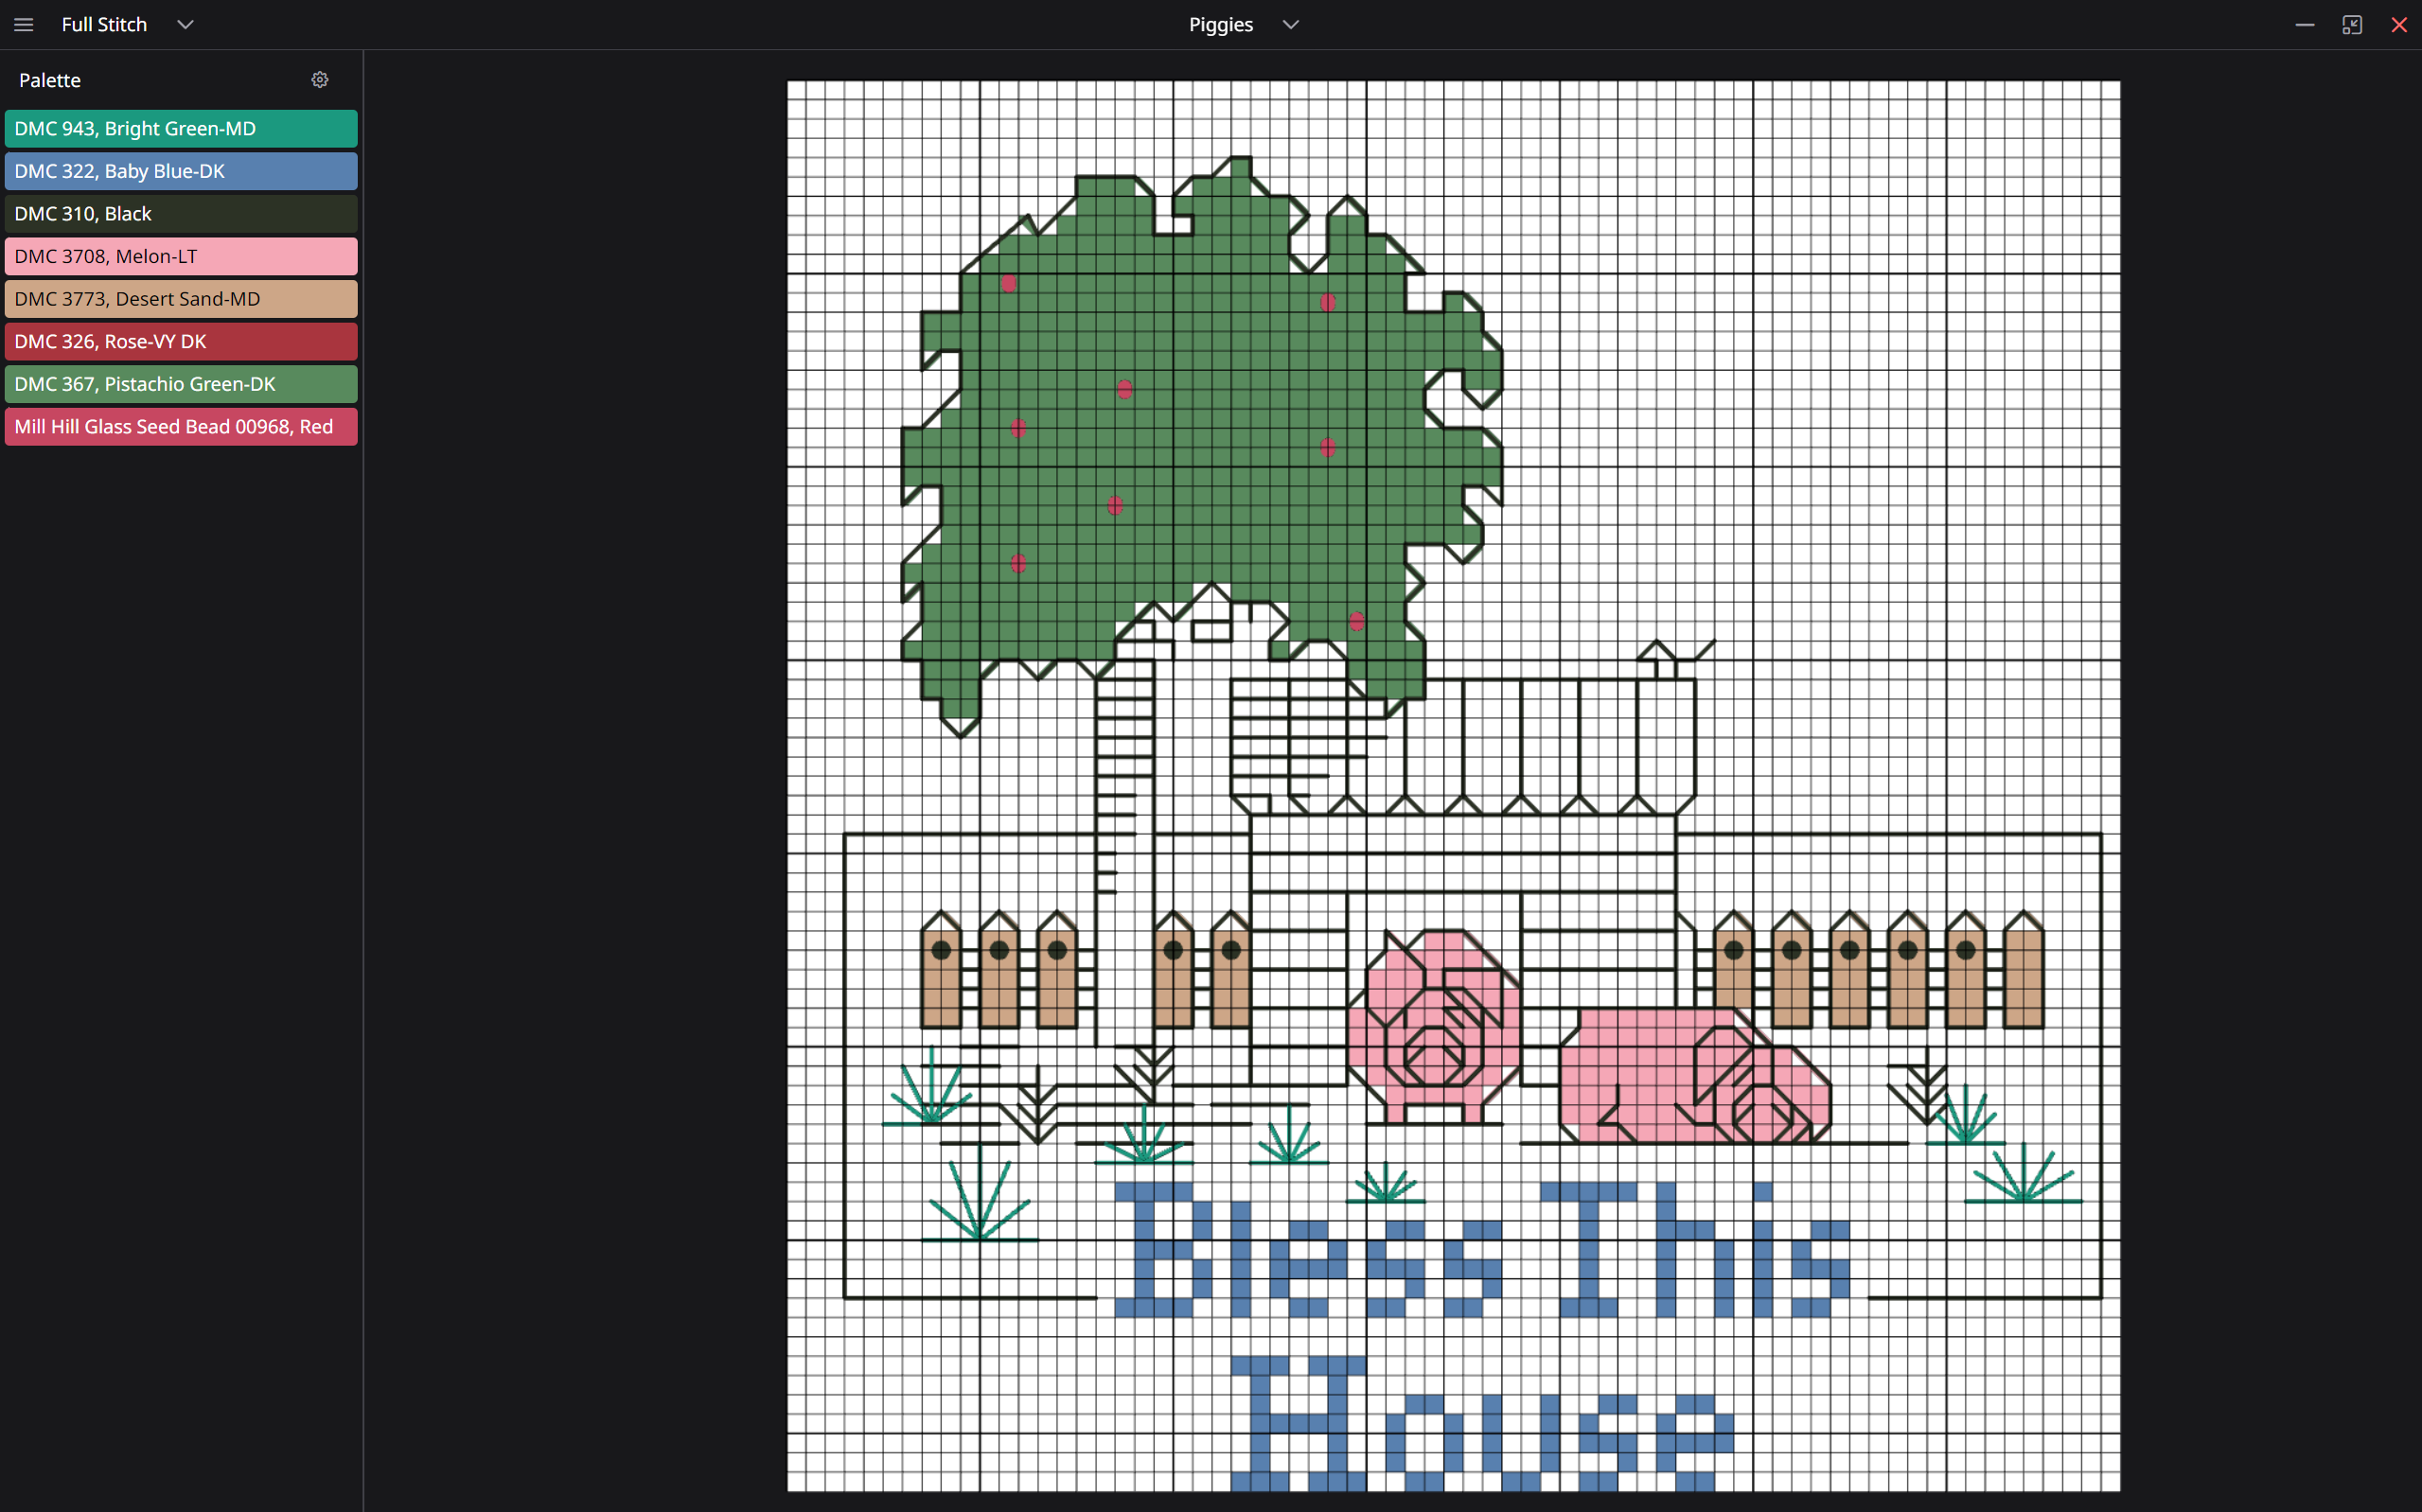 Full Stitch
Piggies
Palette
DMC 943, Bright Green-MD
DMC 322, Baby Blue-DK
DMC 310, Black
DMC 3708, Melon-LT
DMC 3773, Desert Sand-MD
DMC 326, Rose-VY DK
DMC 367, Pistachio Green-DK
Mill Hill Glass Seed Bead 00968, Red
Bless This
House